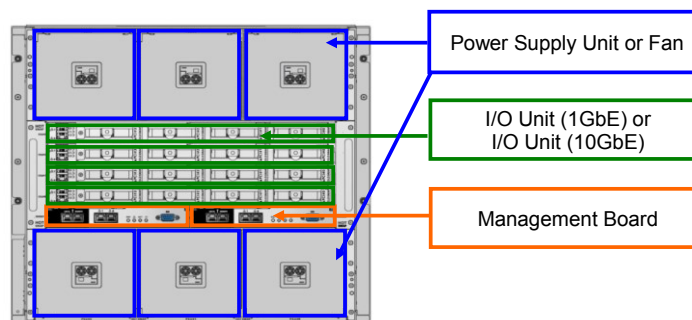 Power Supply Unit or Fan
I/O Unit (1GbE) or
I/O Unit (10GbE)
Management Board